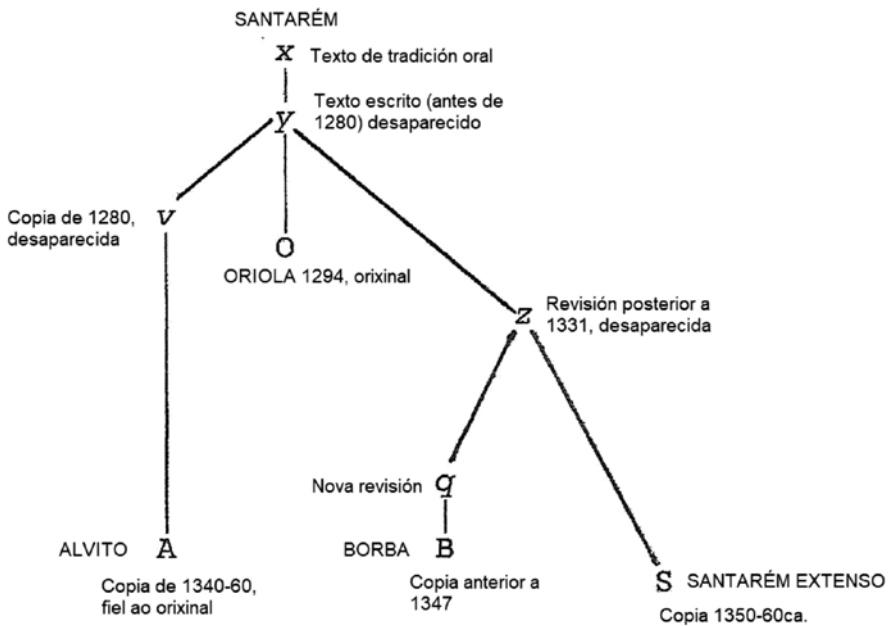 SANTARÉM
x Texto de tradición oral
Texto escrito (antes de
y 1280) desaparecido
Copia de 1280, v
desaparecida
O
ORIOLA 1294, orixinal
Revisión posterior a
z 1331, desaparecida
Nova revisión q
ALVITO A
BORBA B
Copia de 1340-60,
fiel ao orixinal
Copia anterior a
1347
S SANTARÉM EXTENSO
Copia 1350-60ca.